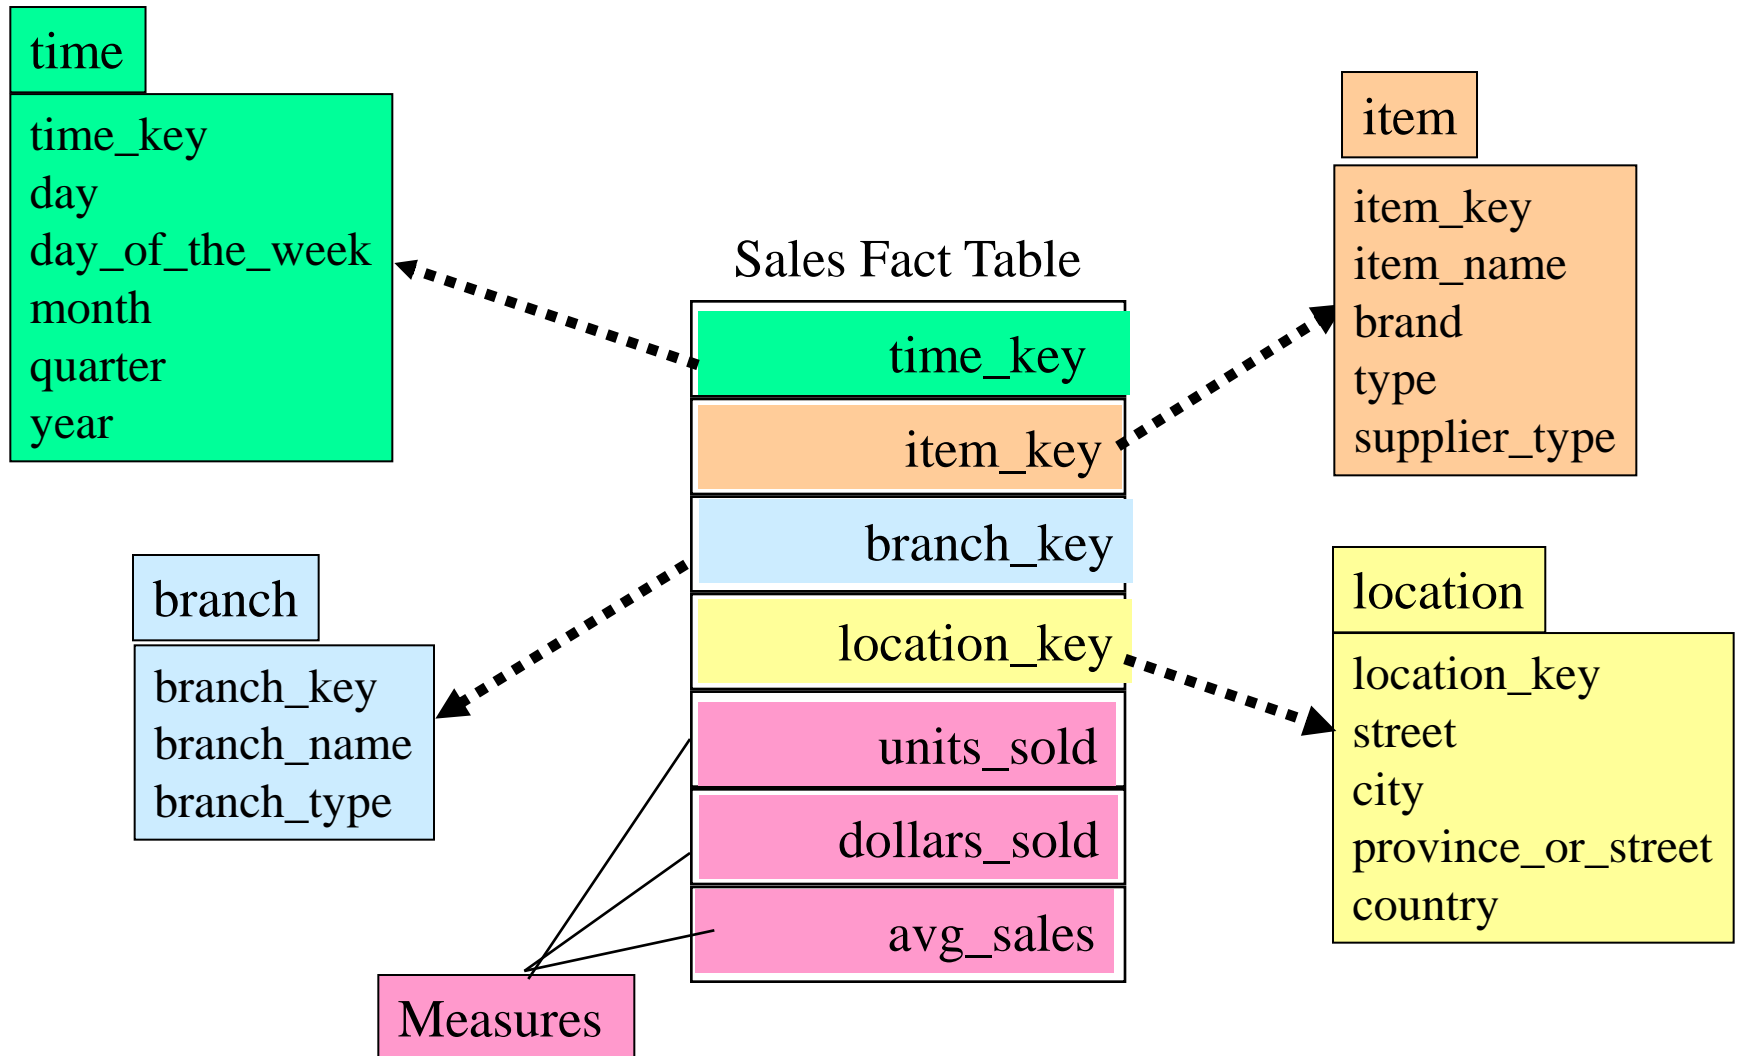 time
time_key
day
day_of_the_week
month
quarter
year
item
item_key
item_name
brand
type
supplier_type
Sales Fact Table
time_key
item_key
branch_key
location_key
units_sold
dollars_sold
avg_sales
branch
branch_key
branch_name
branch_type
location
location_key
street
city
province_or_street
country
Measures